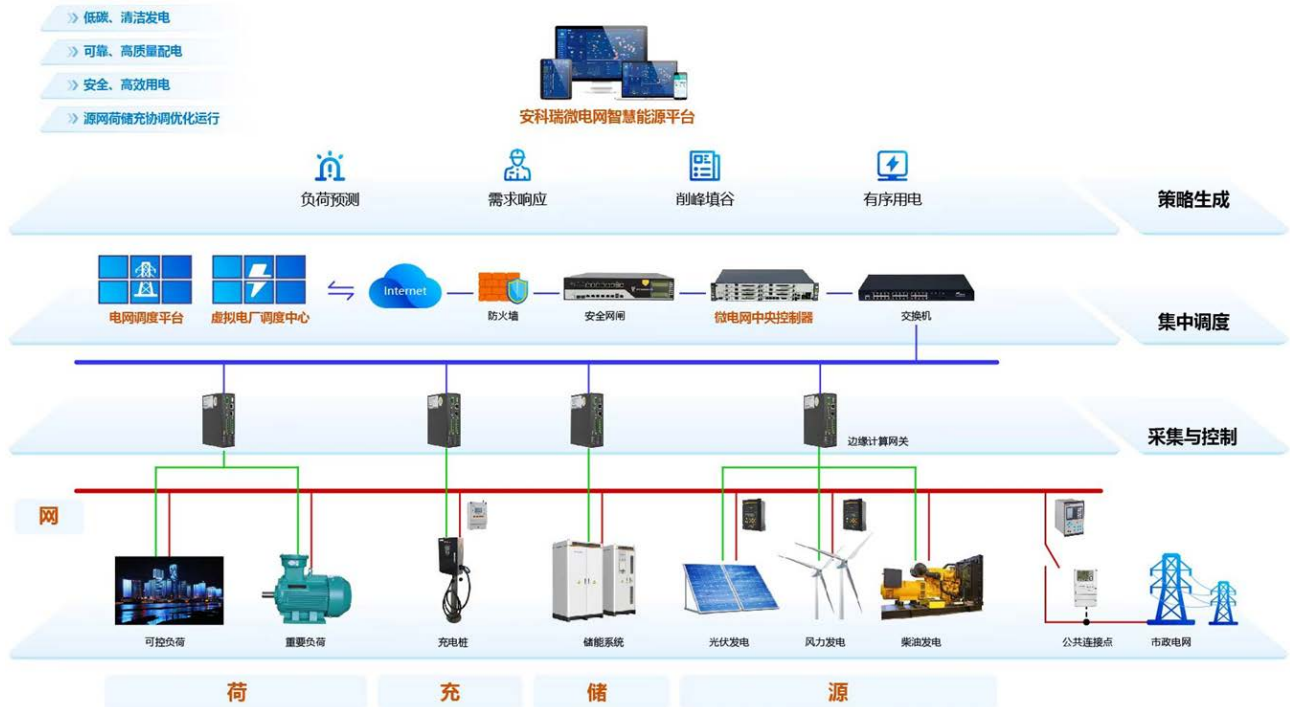 低碳、清洁发电
可靠、高质量配电
安全、高效用电
源网荷储充协调优化运行
安科瑞微电网智慧能源平台
负荷预测
需求响应
削峰填谷
有序用电
策略生成
电网调度平台
虚拟电厂调度中心
Internet
防火墙
安全网闸
微电网中央控制器
交换机
集中调度
边缘计算网关
采集与控制
网
可控负荷
重要负荷
充电桩
储能系统
光伏发电
风力发电
柴油发电
公共连接点
市政电网
荷
充
储
源